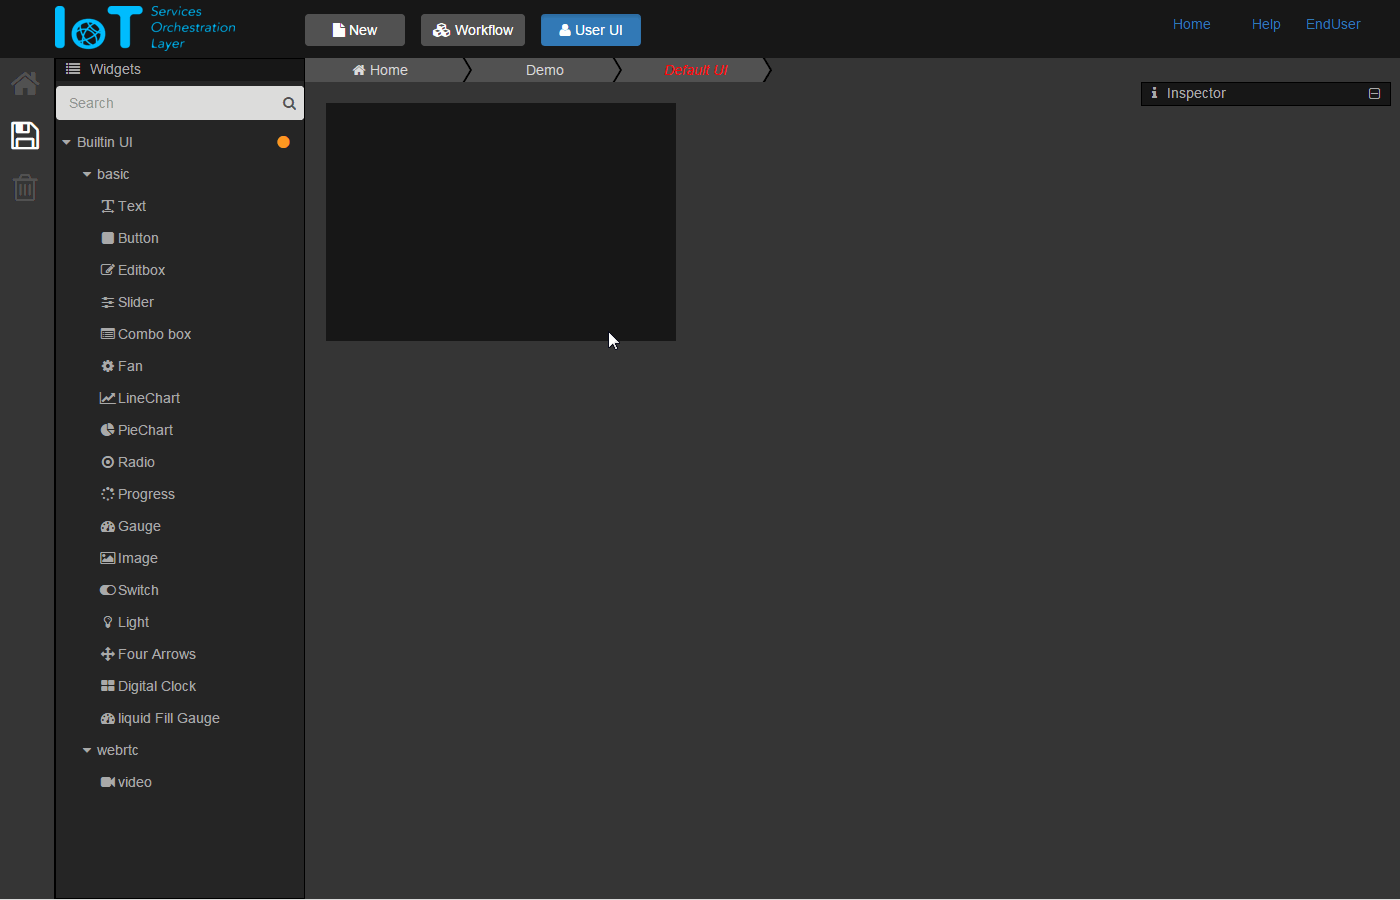 IoT Services
Orchestration
Layer
New
Workflow
User UI
Home
Help
EndUser
Widgets
Home
Demo
Default UI
Inspector
Search
Builtin UI
basic
Text
Button
Editbox
Slider
Combo box
Fan
LineChart
PieChart
Radio
Progress
Gauge
Image
Switch
Light
Four Arrows
Digital Clock
liquid Fill Gauge
webrtc
video